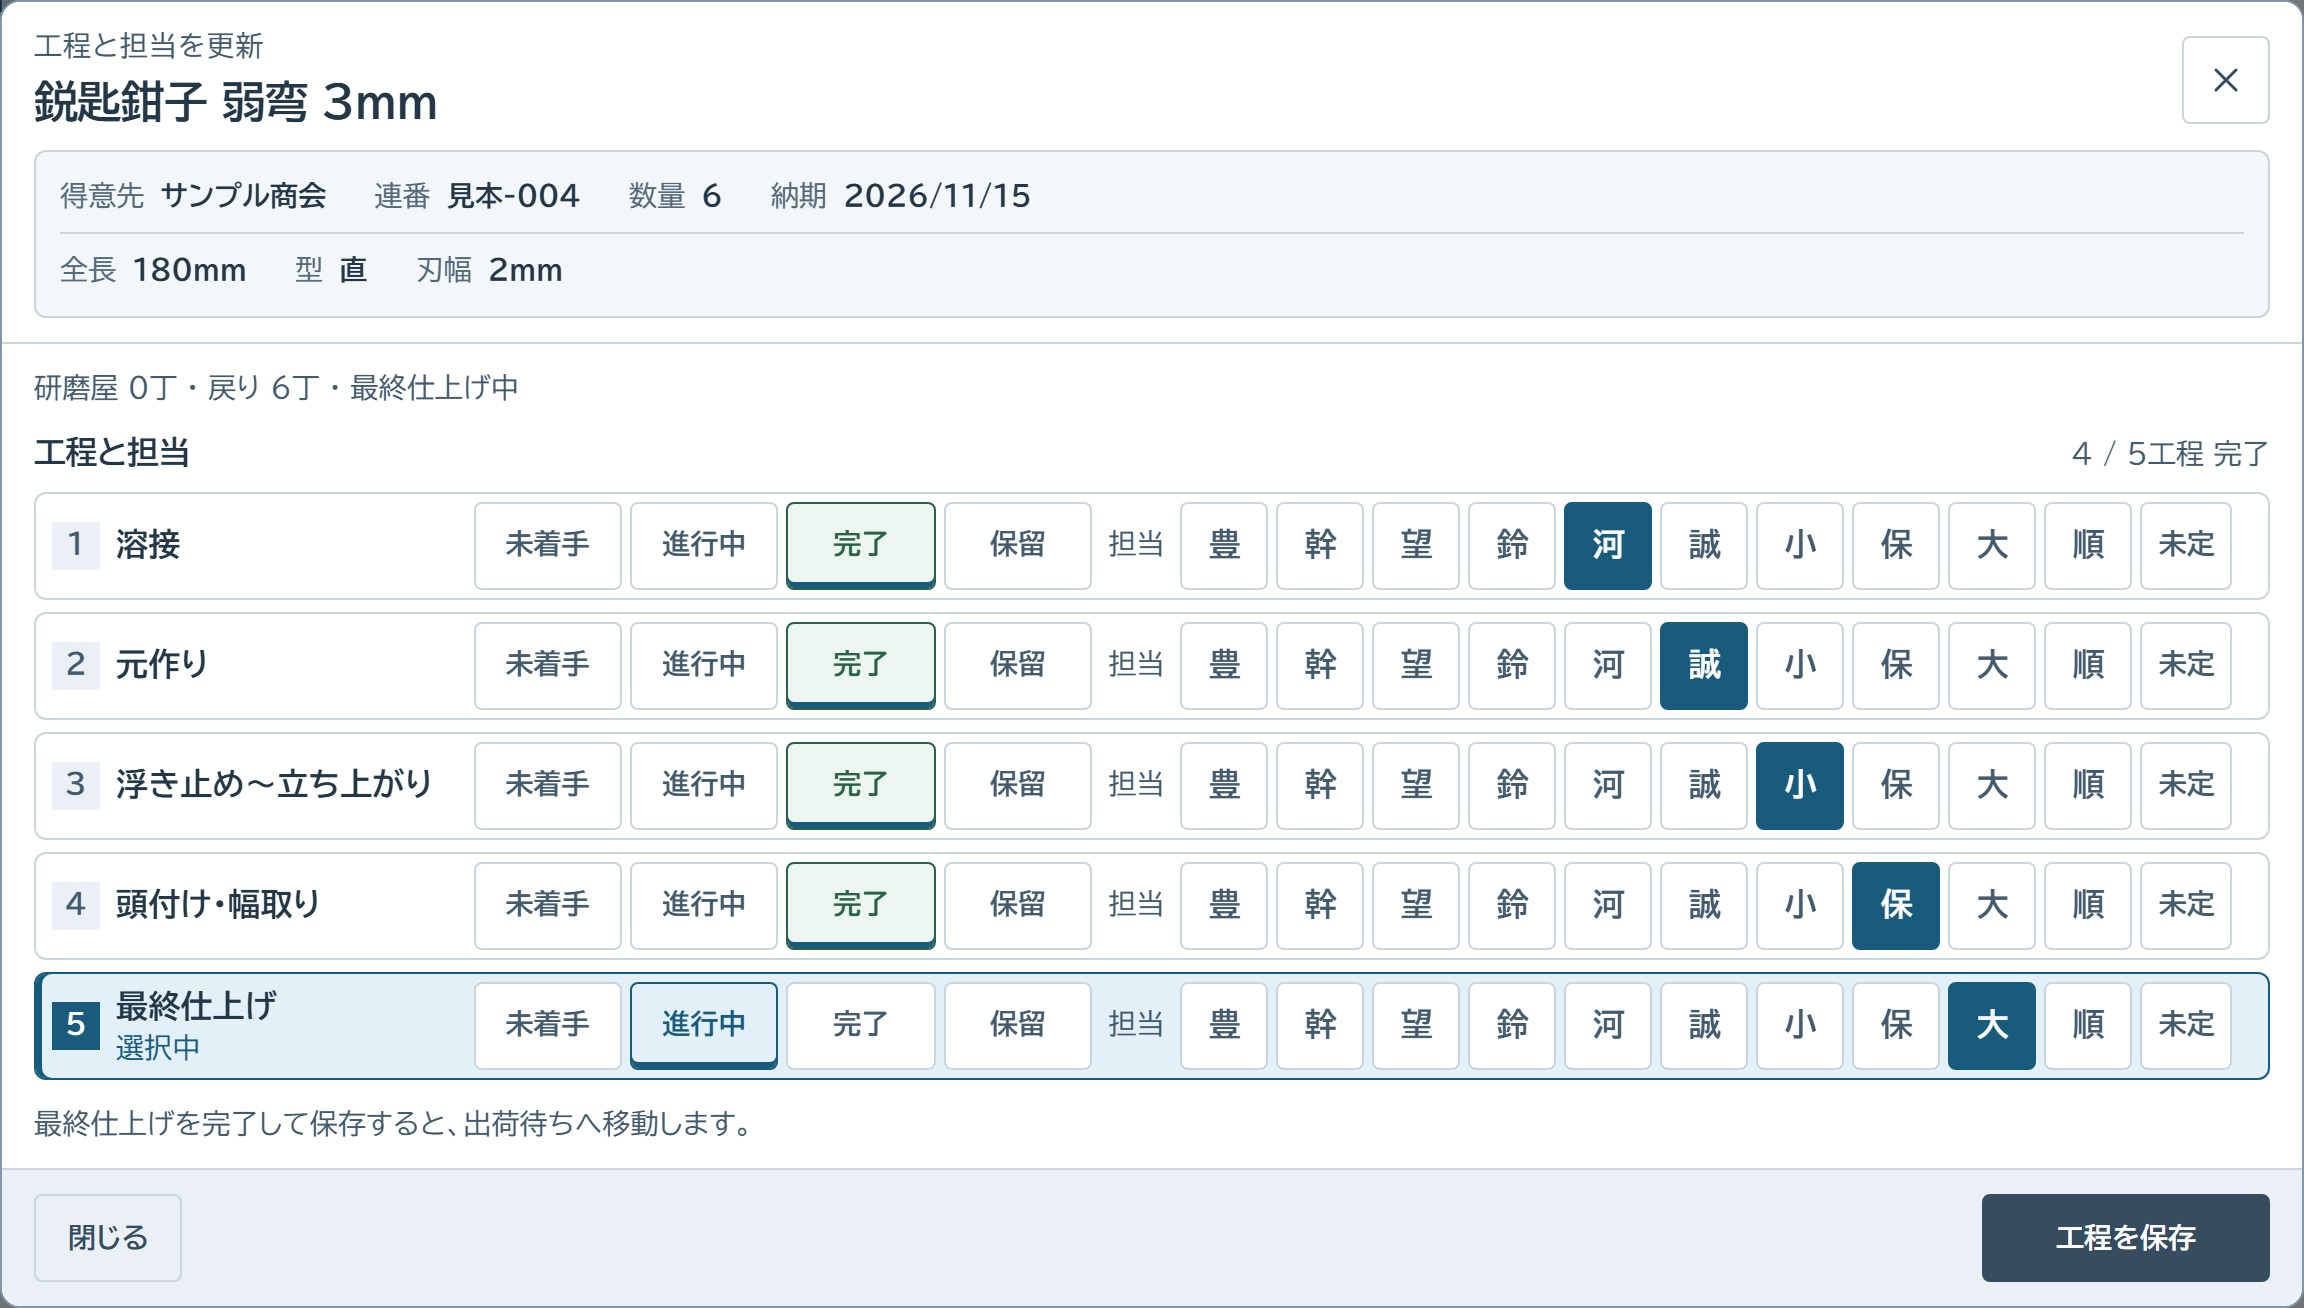 工程と担当を更新
鋭匙鉗子 弱弯 3mm
×
得意先 サンプル商会 連番 見本-004 数量 6 納期 2026/11/15
全長 180mm 型 直 刃幅 2mm
研磨屋 0丁・戻り 6丁・最終仕上げ中
工程と担当 4 / 5工程 完了
1 溶接 未着手 進行中 完了 保留 担当 豊 幹 望 鈴 河 誠 小 保 大 順 未定
2 元作り 未着手 進行中 完了 保留 担当 豊 幹 望 鈴 河 誠 小 保 大 順 未定
3 浮き止め～立ち上がり 未着手 進行中 完了 保留 担当 豊 幹 望 鈴 河 誠 小 保 大 順 未定
4 頭付け・幅取り 未着手 進行中 完了 保留 担当 豊 幹 望 鈴 河 誠 小 保 大 順 未定
5 最終仕上げ 未着手 進行中 完了 保留 担当 豊 幹 望 鈴 河 誠 小 保 大 順 未定
選択中
最終仕上げを完了して保存すると、出荷待ちへ移動します。
閉じる 工程を保存